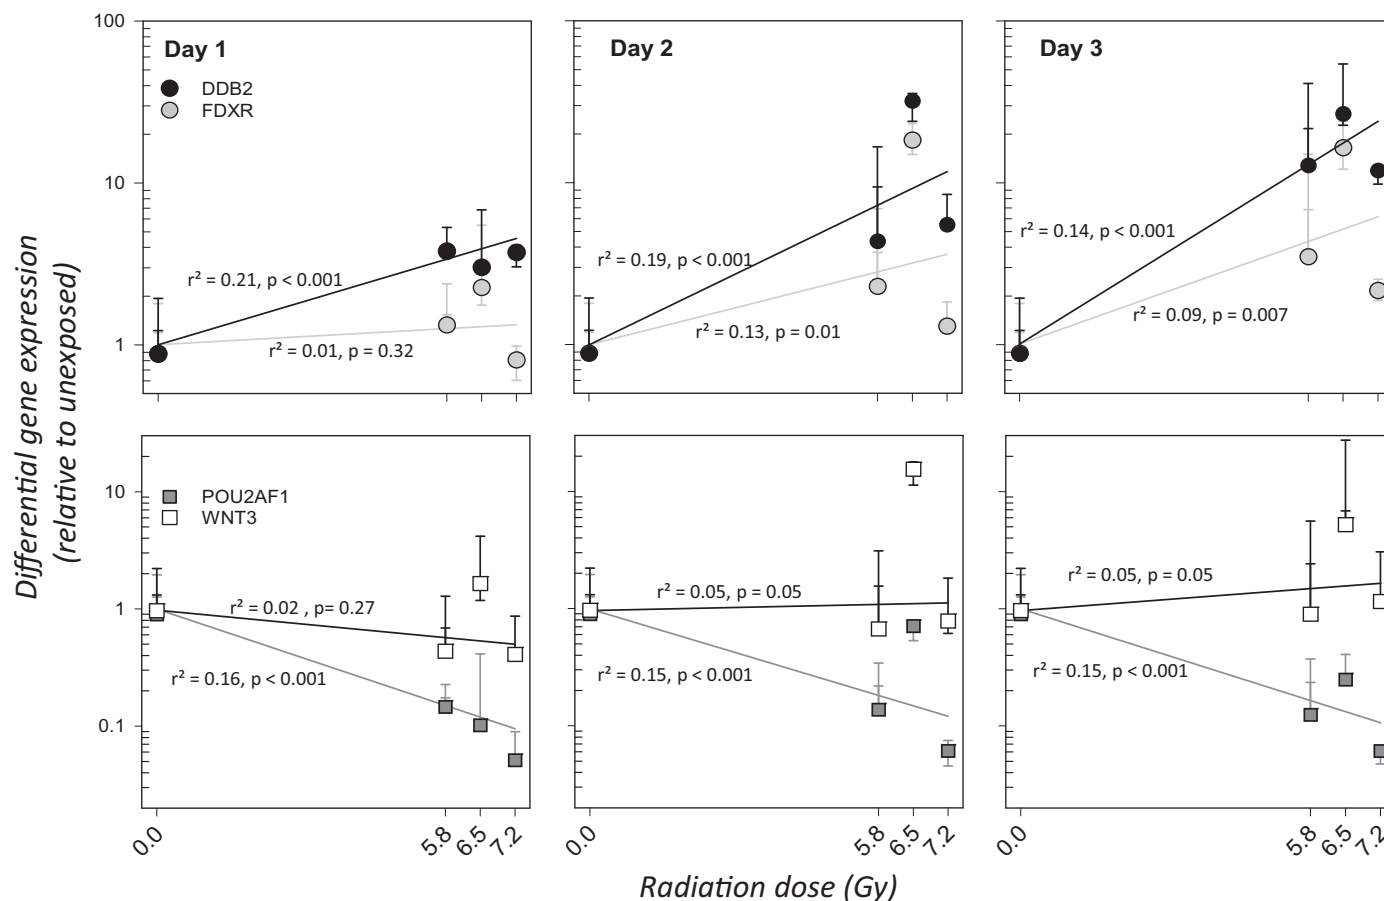 Differential gene expression
(relative to unexposed)
100
10
1
Day 1
DDB2
FDXR
r² = 0.21, p < 0.001
r² = 0.01, p = 0.32
Day 2
r² = 0.19, p < 0.001
r² = 0.13, p = 0.01
Day 3
r² = 0.14, p < 0.001
r² = 0.09, p = 0.007
10
1
0.1
POU2AF1
WNT3
r² = 0.02 , p= 0.27
r² = 0.16, p < 0.001
r² = 0.05, p = 0.05
r² = 0.15, p < 0.001
r² = 0.05, p = 0.05
r² = 0.15, p < 0.001
0.0
5.8
6.5
7.2
0.0
5.8
6.5
7.2
0.0
5.8
6.5
7.2
Radiation dose (Gy)